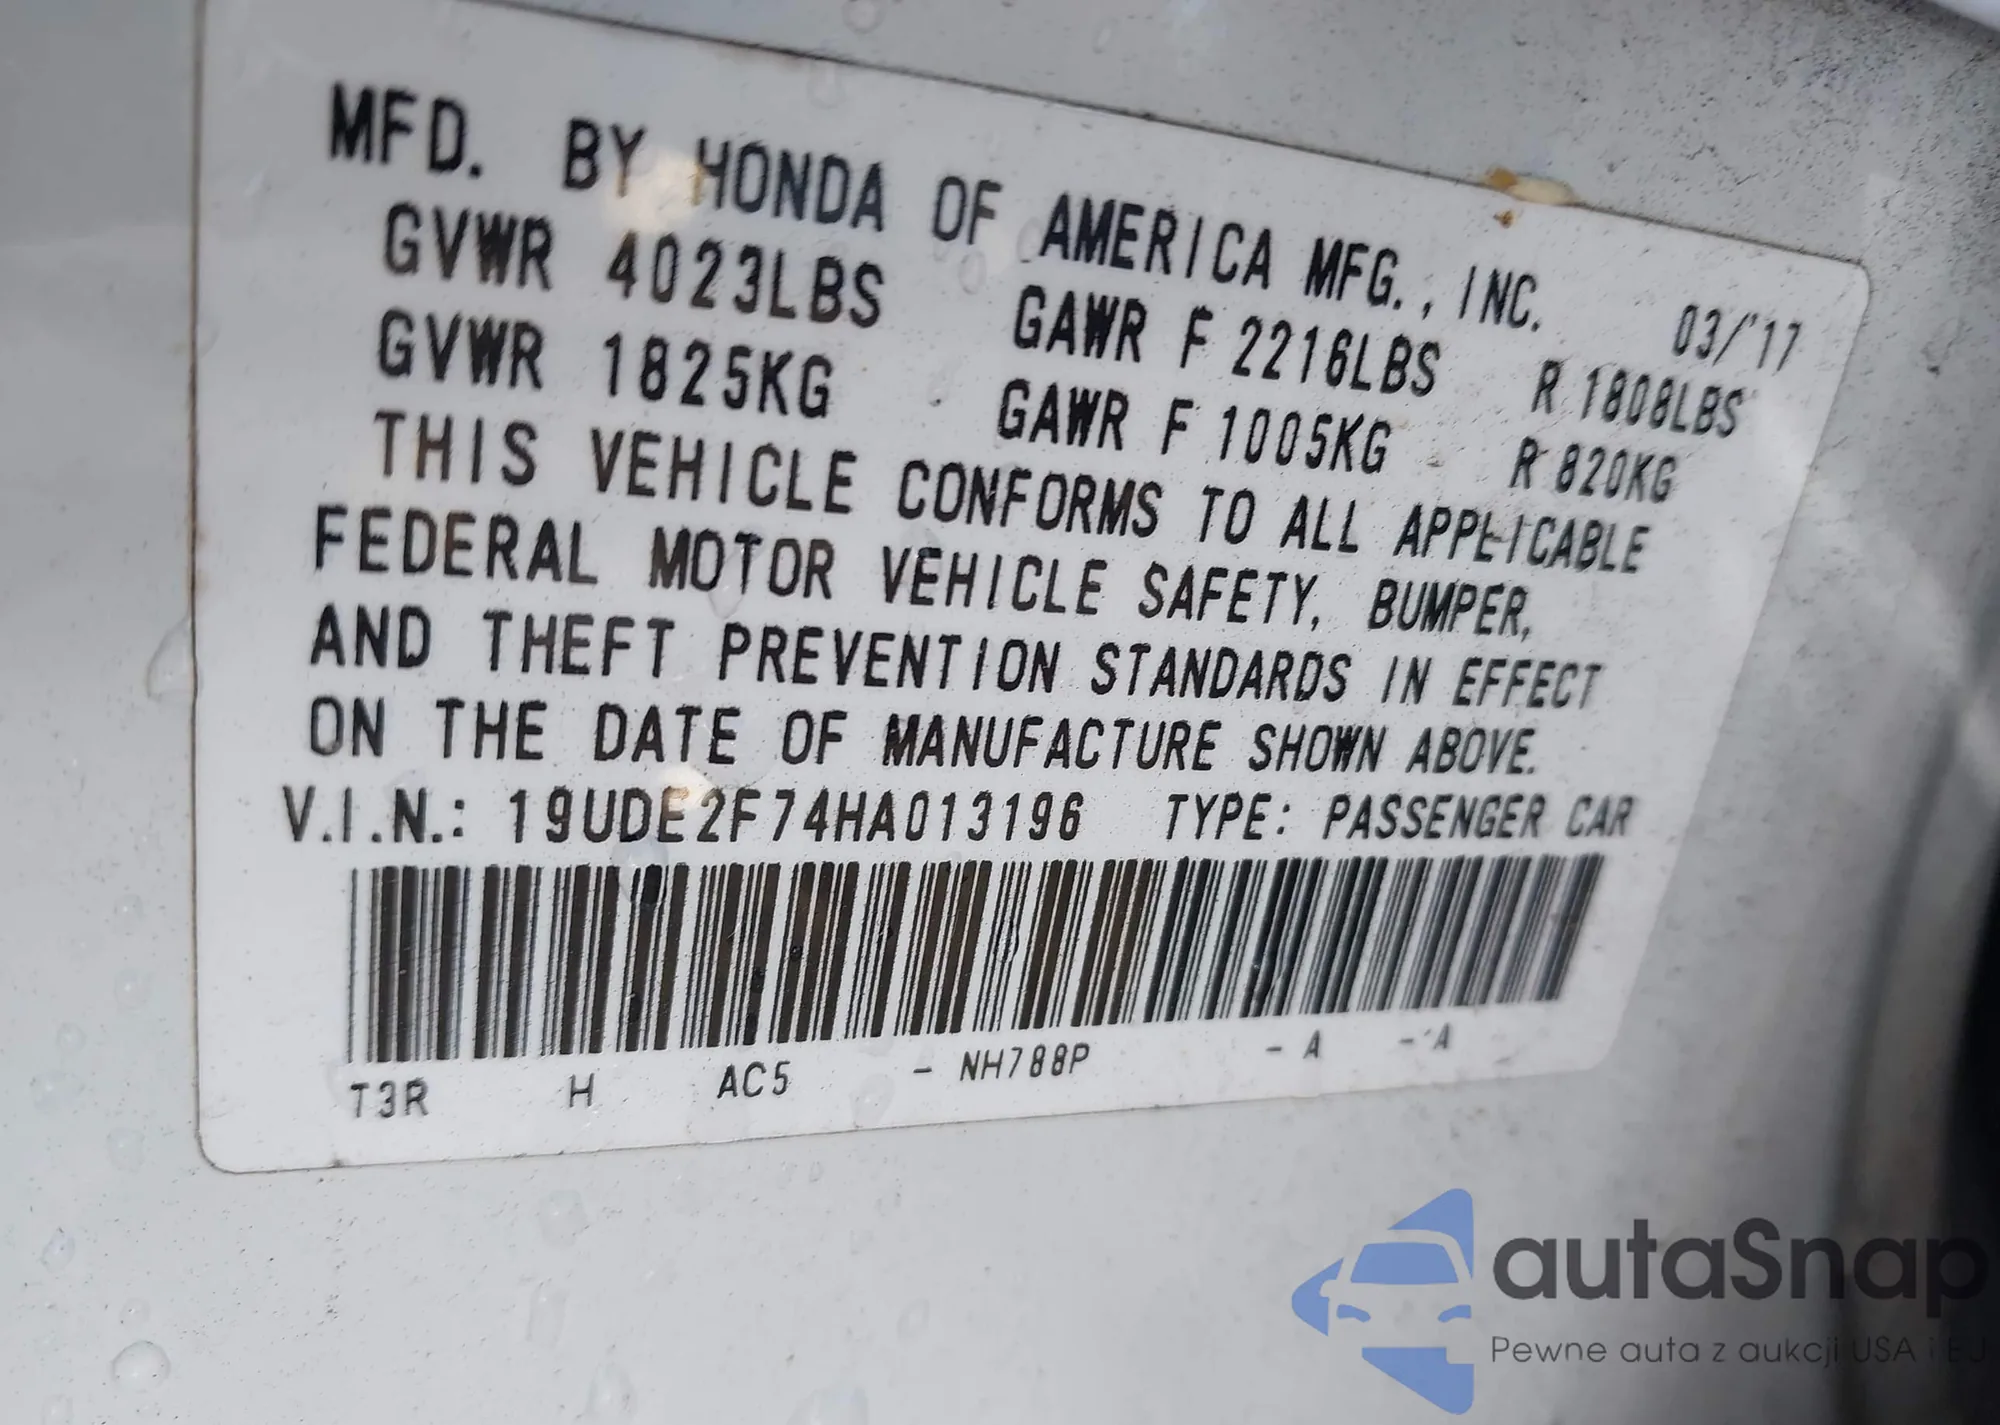 MFD. BY HONDA OF AMERICA MFG., INC. 03/'17
GVWR 4023LBS GAWR F 2216LBS R 1808LBS
GVWR 1825KG GAWR F 1005KG R 820KG
THIS VEHICLE CONFORMS TO ALL APPLICABLE
FEDERAL MOTOR VEHICLE SAFETY, BUMPER,
AND THEFT PREVENTION STANDARDS IN EFFECT
ON THE DATE OF MANUFACTURE SHOWN ABOVE.
V.I.N.: 19UDE2F74HA013196 TYPE: PASSENGER CAR
T3R H AC5 - NH788P - A - A
autaSnap
Pewne auta z aukcji USA i EU